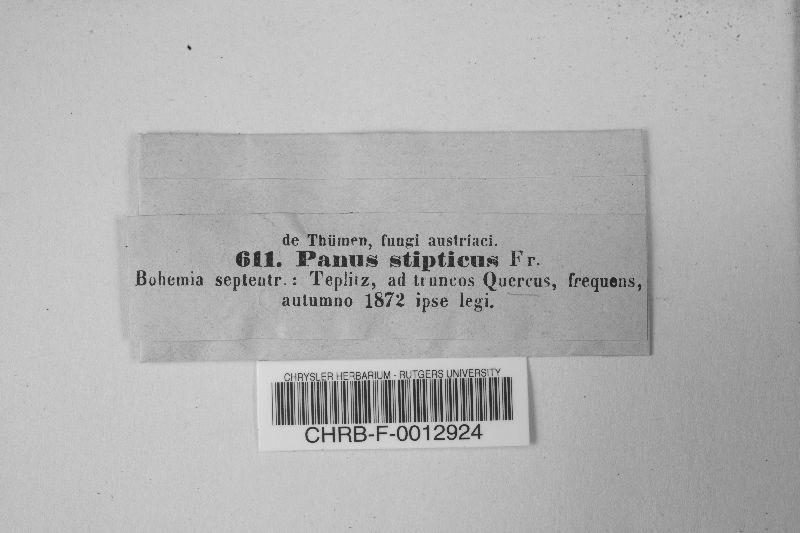 de Thümen, fungi austriaci.
611. Panus stipticus Fr.
Bohemia septentr.: Teplitz, ad truncos Quercus, frequens,
autumno 1872 ipse legi.
CHRYSLER HERBARIUM - RUTGERS UNIVERSITY
CHRB-F-0012924